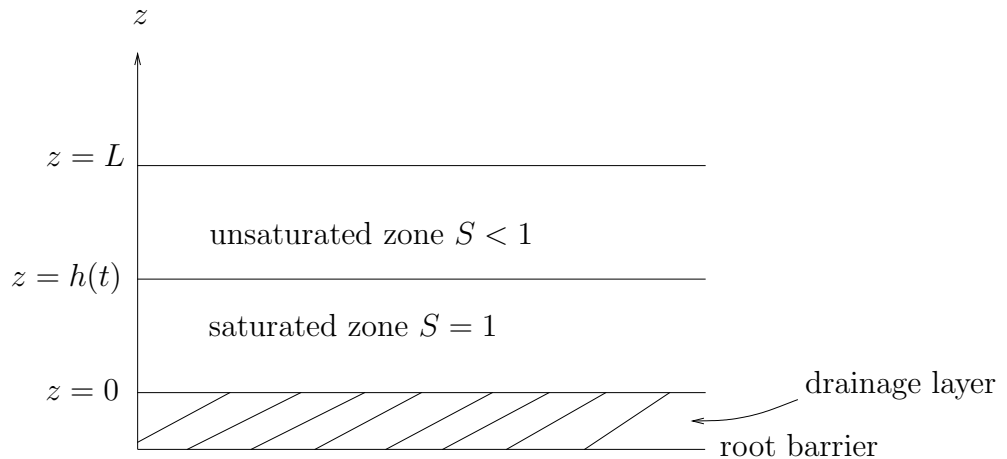 z
z = L
unsaturated zone S < 1
z = h(t)
saturated zone S = 1
z = 0
drainage layer
root barrier